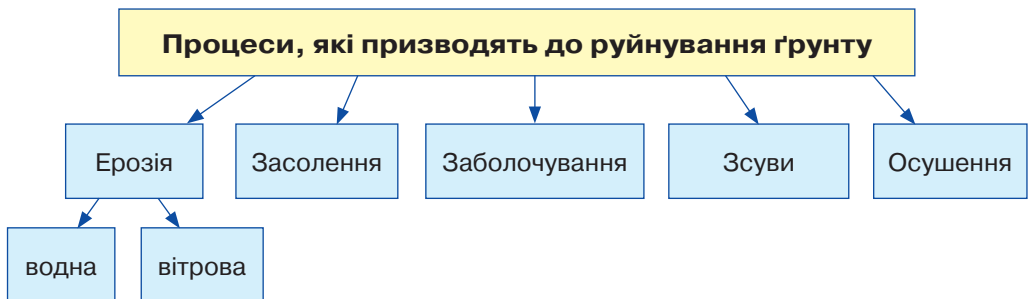 Процеси, які призводять до руйнування ґрунту
Ерозія
Засолення
Заболочування
Зсуви
Осушення
водна
вітрова